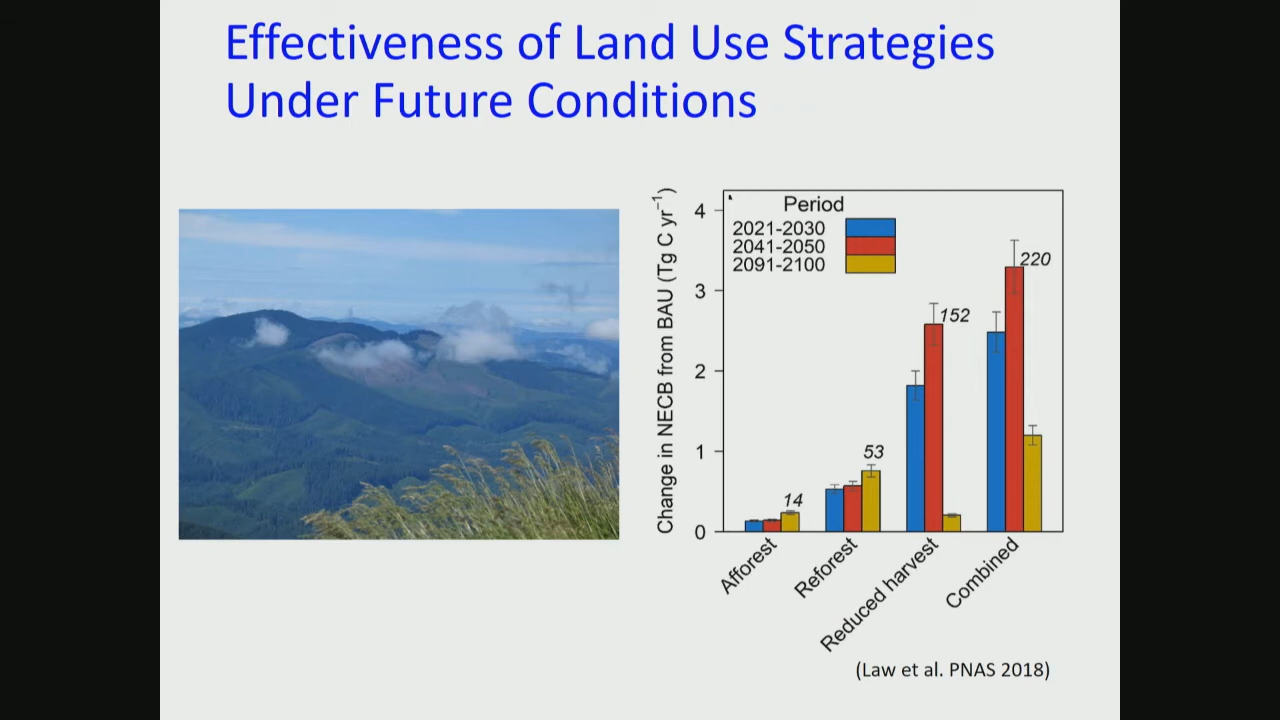 Effectiveness of Land Use Strategies
Under Future Conditions
Change in NECB from BAU (Tg C yr⁻¹)
4
3
2
1
0
Period
2021-2030
2041-2050
2091-2100
14
53
152
220
Afforest
Reforest
Reduced harvest
Combined
(Law et al. PNAS 2018)